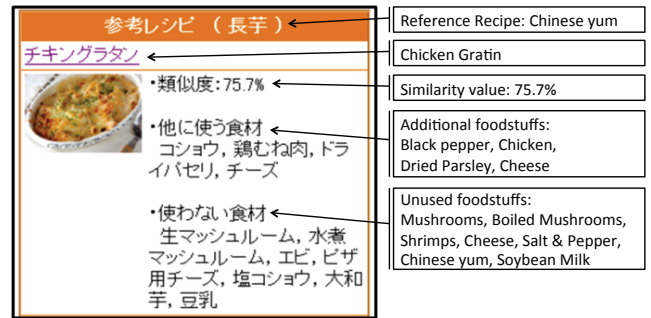 参考レシピ （長芋）
チキングラタン
・類似度：75.7%
・他に使う食材
コショウ, 鶏むね肉, ドラ
イパセリ, チーズ
・使わない食材
生マッシュルーム, 水煮
マッシュルーム, エビ, ピザ
用チーズ, 塩コショウ, 大和
芋, 豆乳
Reference Recipe: Chinese yum
Chicken Gratin
Similarity value: 75.7%
Additional foodstuffs:
Black pepper, Chicken,
Dried Parsley, Cheese
Unused foodstuffs:
Mushrooms, Boiled Mushrooms,
Shrimps, Cheese, Salt & Pepper,
Chinese yum, Soybean Milk